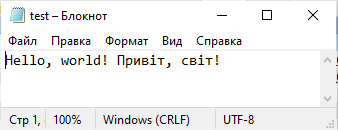 test – Блокнот
Файл Правка Формат Вид Справка
Hello, world! Привіт, світ!
Стр 1, 100% Windows (CRLF) UTF-8